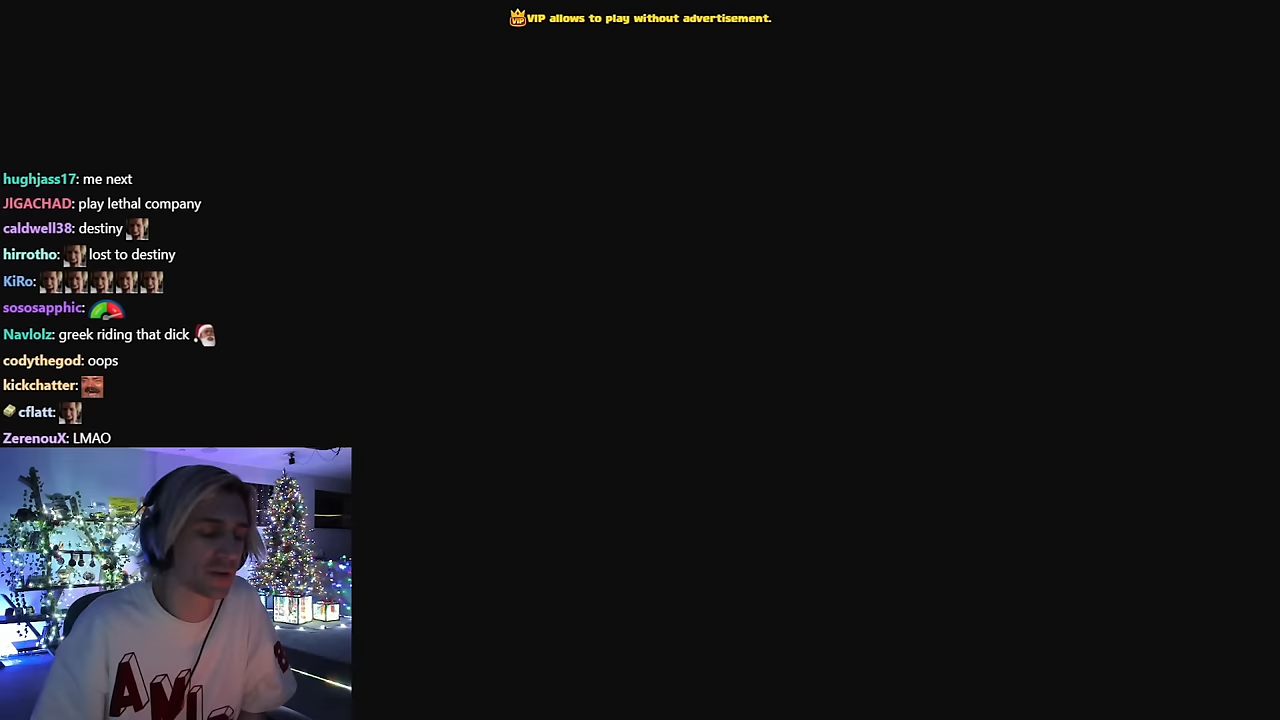 VIP VIP allows to play without advertisement.
hughjass17: me next
JIGACHAD: play lethal company
caldwell38: destiny
hirrotho: lost to destiny
KiRo:
sososapphic:
Navlolz: greek riding that dick
codythegod: oops
kickchatter:
cflatt:
ZerenouX: LMAO